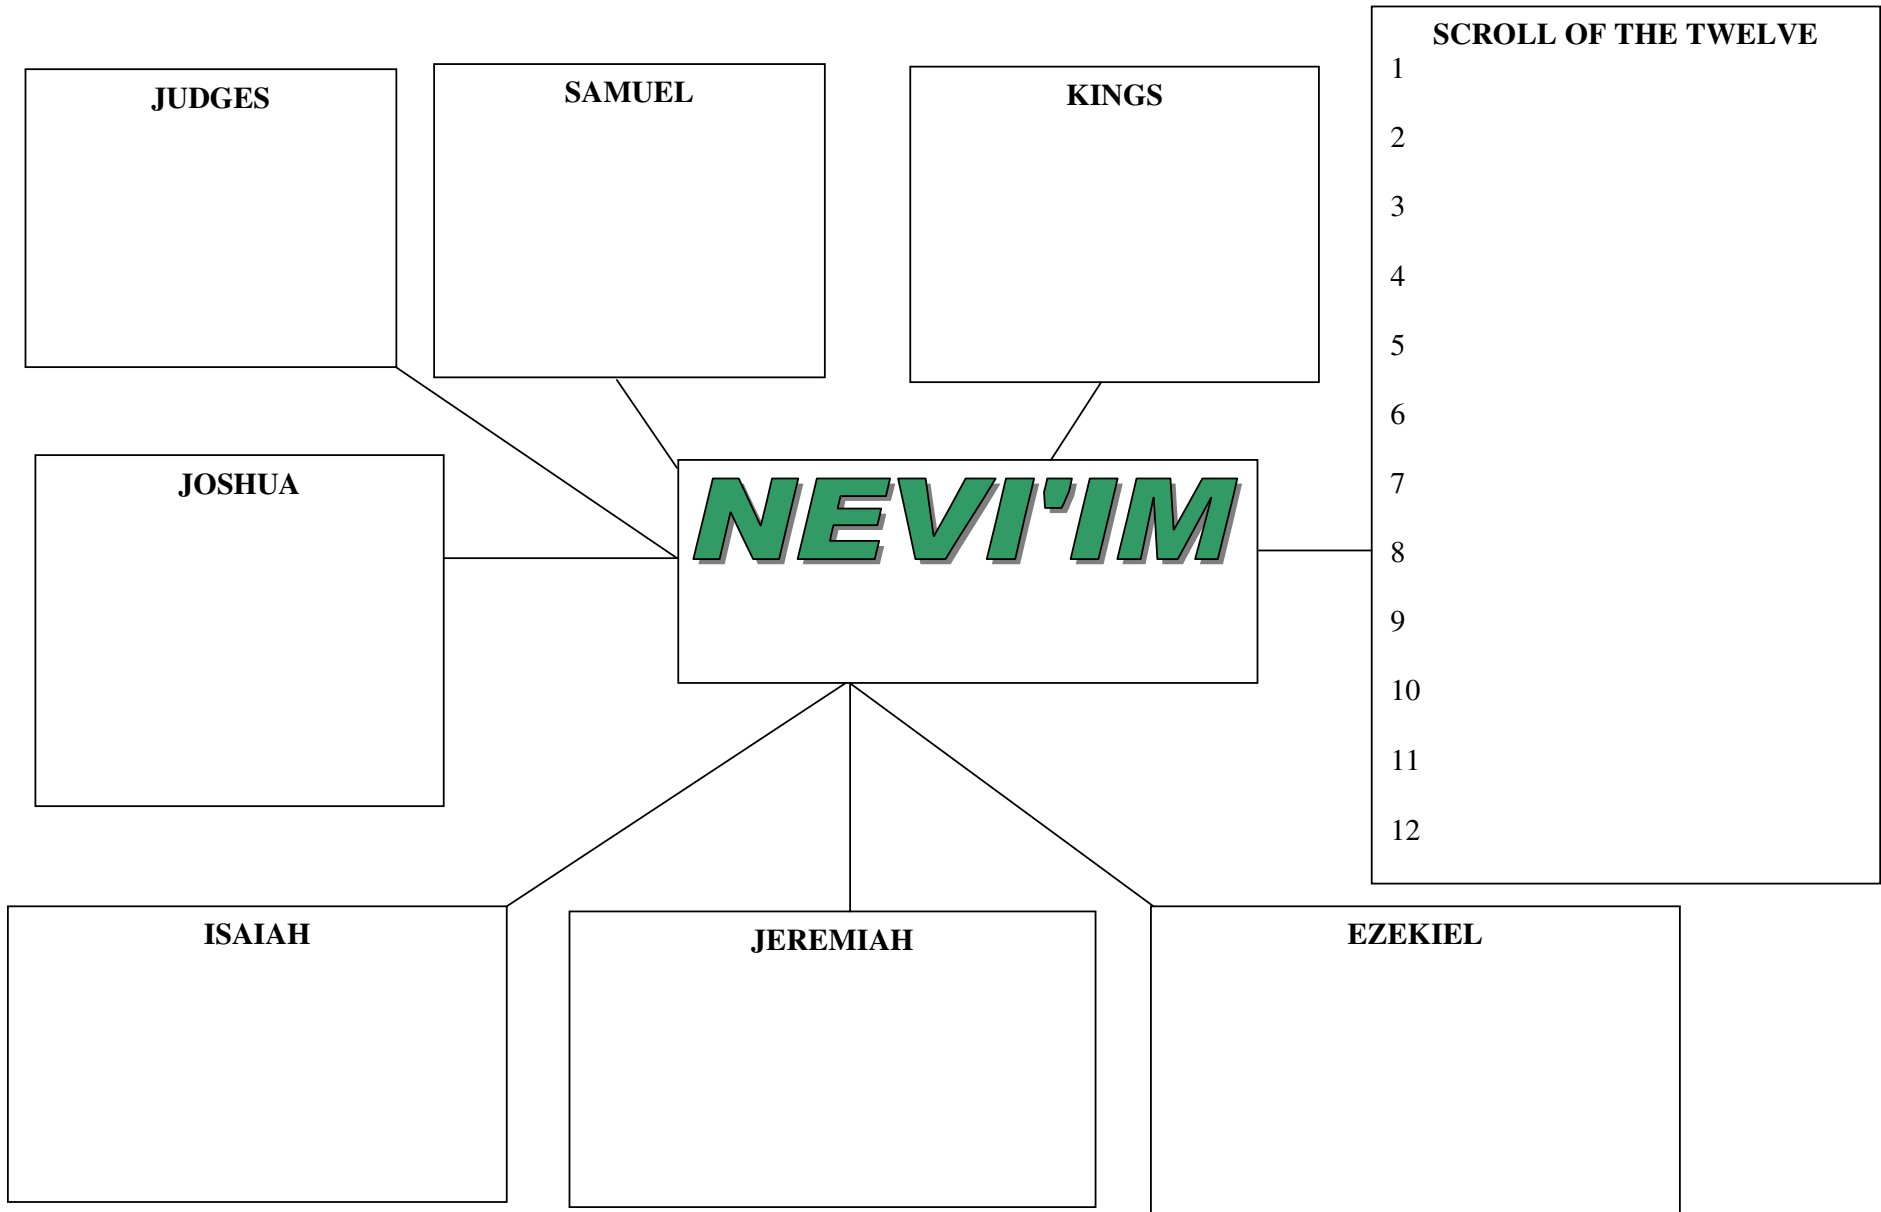 JUDGES
SAMUEL
KINGS
SCROLL OF THE TWELVE
1
2
3
4
5
6
7
8
9
10
11
12
JOSHUA
NEVI'IM
ISAIAH
JEREMIAH
EZEKIEL